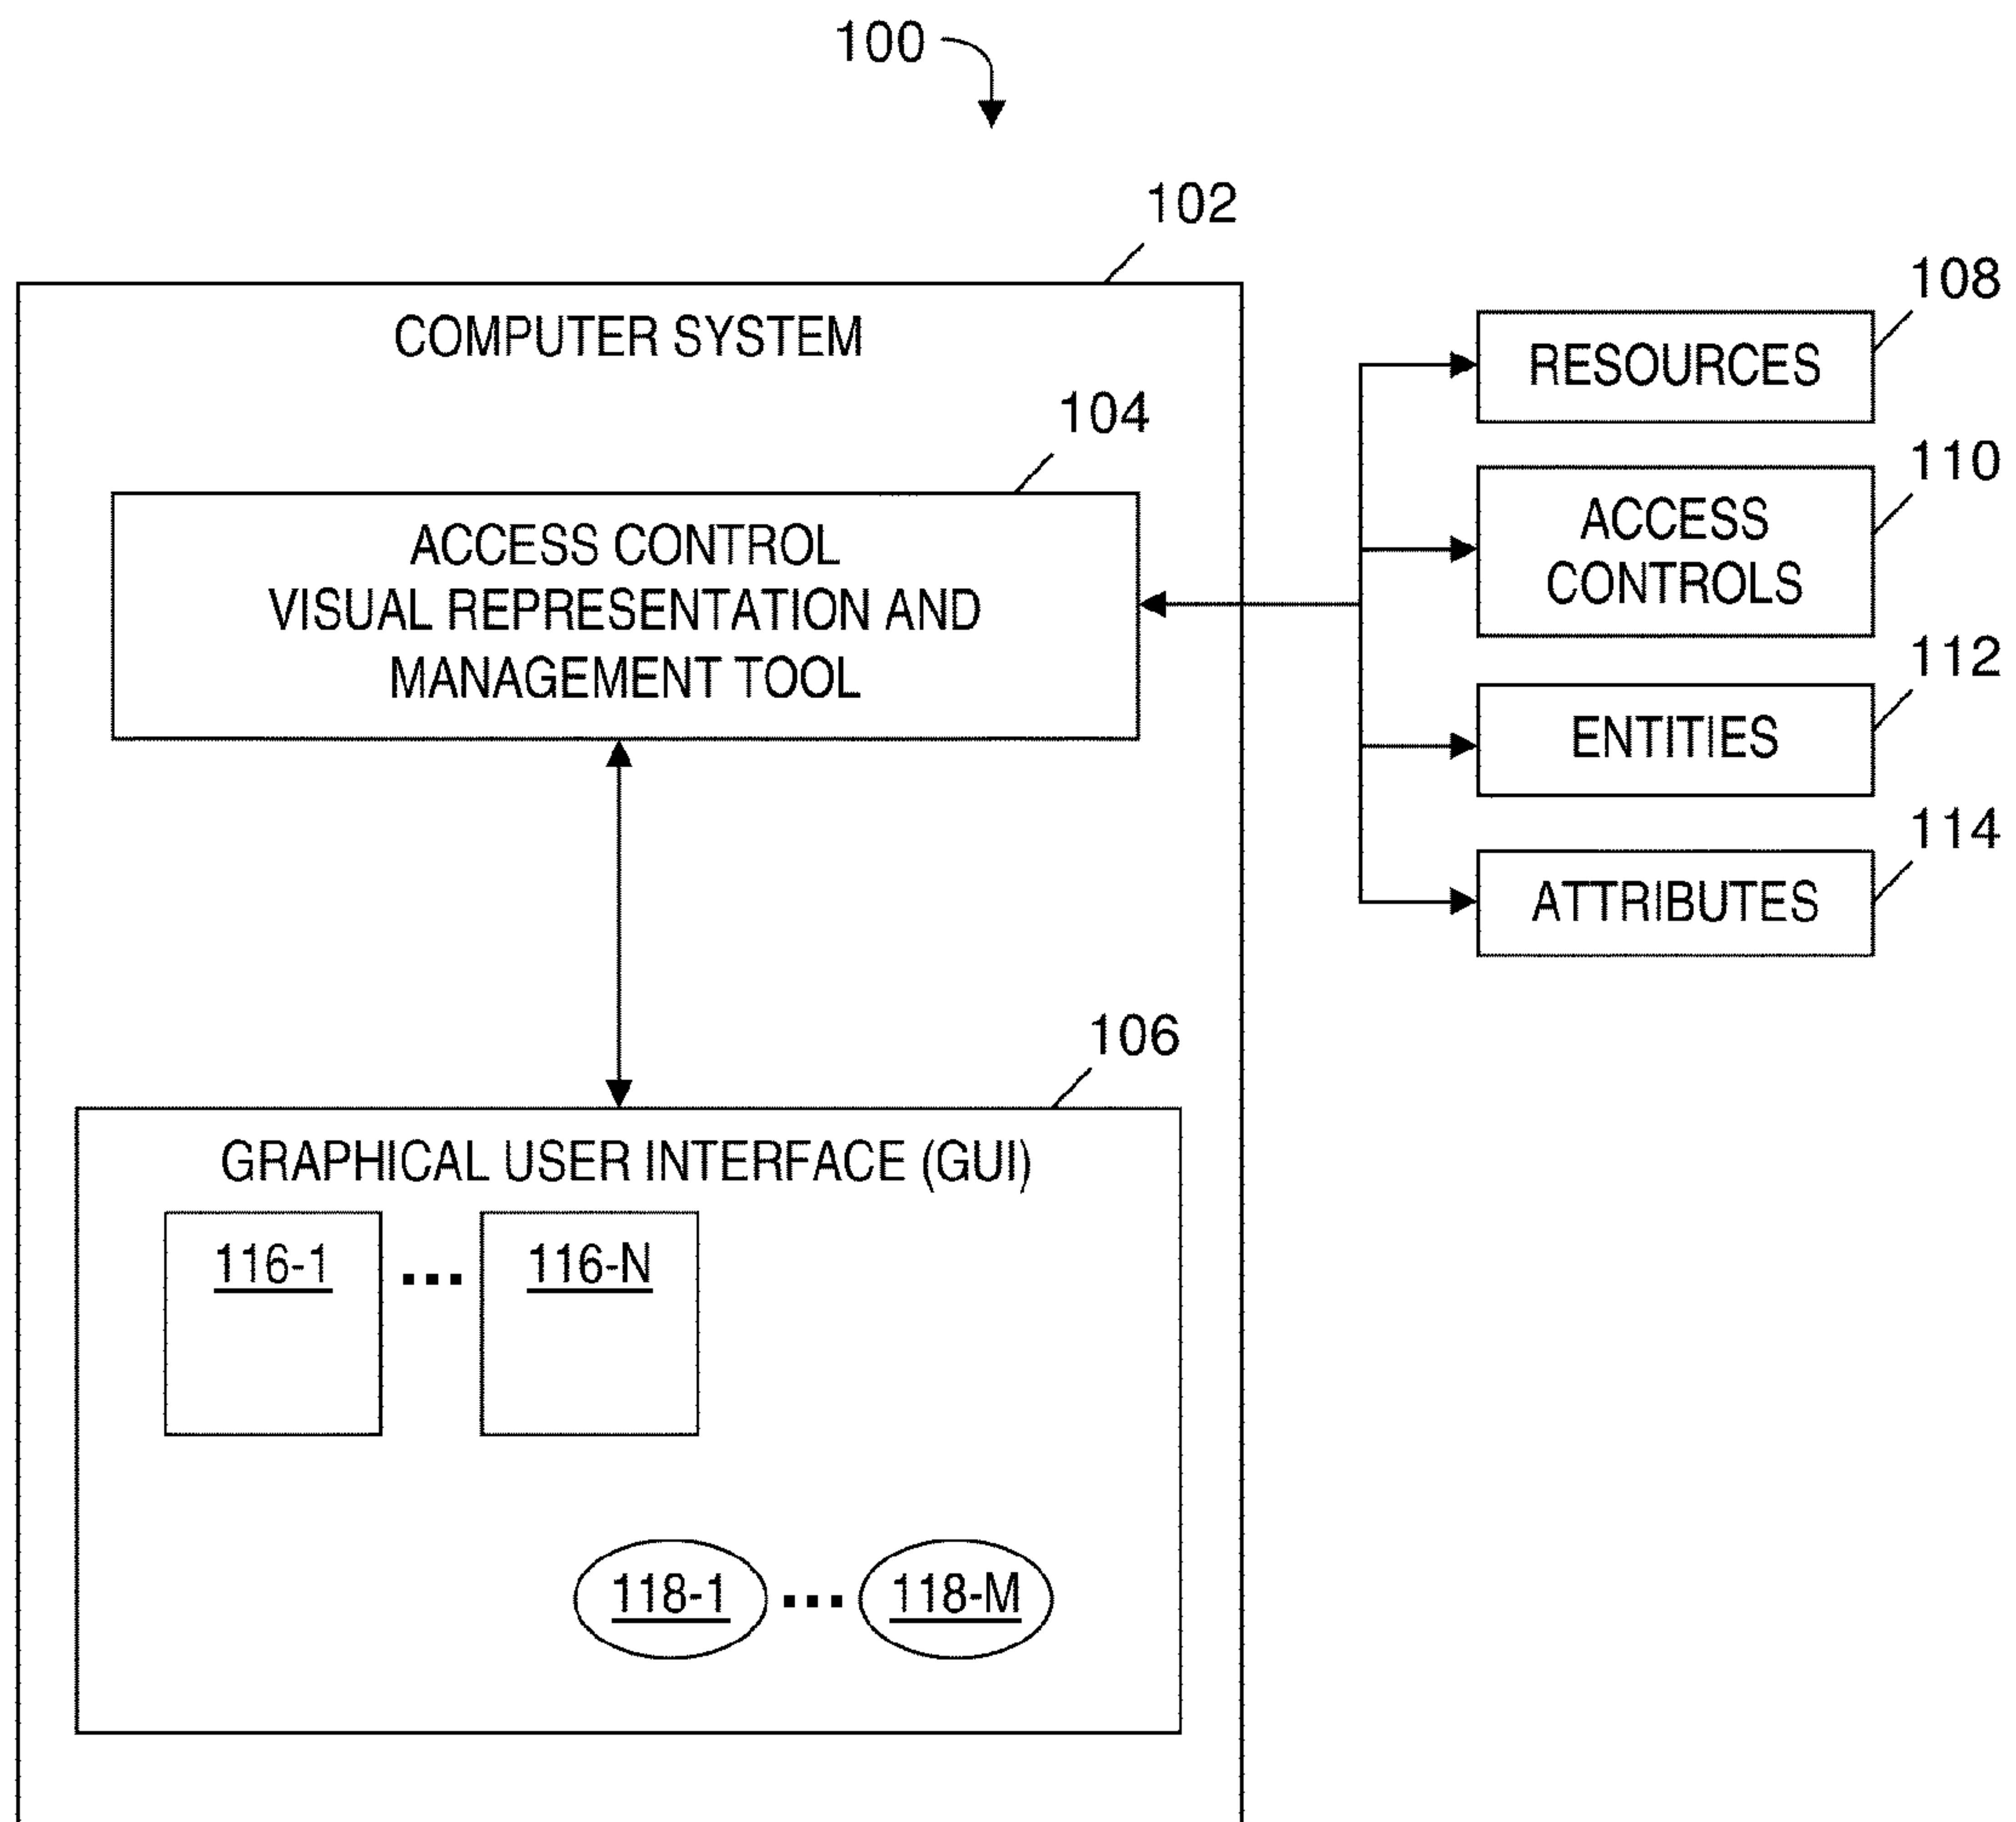 100
102
COMPUTER SYSTEM
104
ACCESS CONTROL
VISUAL REPRESENTATION AND
MANAGEMENT TOOL
108
RESOURCES
110
ACCESS
CONTROLS
112
ENTITIES
114
ATTRIBUTES
106
GRAPHICAL USER INTERFACE (GUI)
116-1 ... 116-N
118-1 ... 118-M